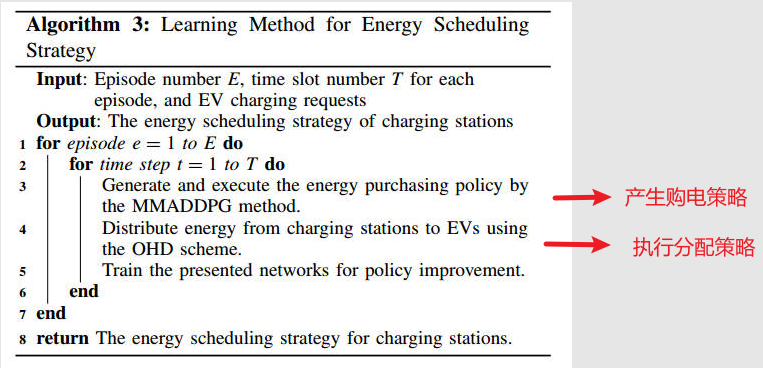 Algorithm 3: Learning Method for Energy Scheduling
Strategy
Input: Episode number E, time slot number T for each
episode, and EV charging requests
Output: The energy scheduling strategy of charging stations
1 for episode e = 1 to E do
2 for time step t = 1 to T do
3 Generate and execute the energy purchasing policy by
the MMADDPG method.
产生购电策略
4 Distribute energy from charging stations to EVs using
the OHD scheme.
执行分配策略
5 Train the presented networks for policy improvement.
6 end
7 end
8 return The energy scheduling strategy for charging stations.